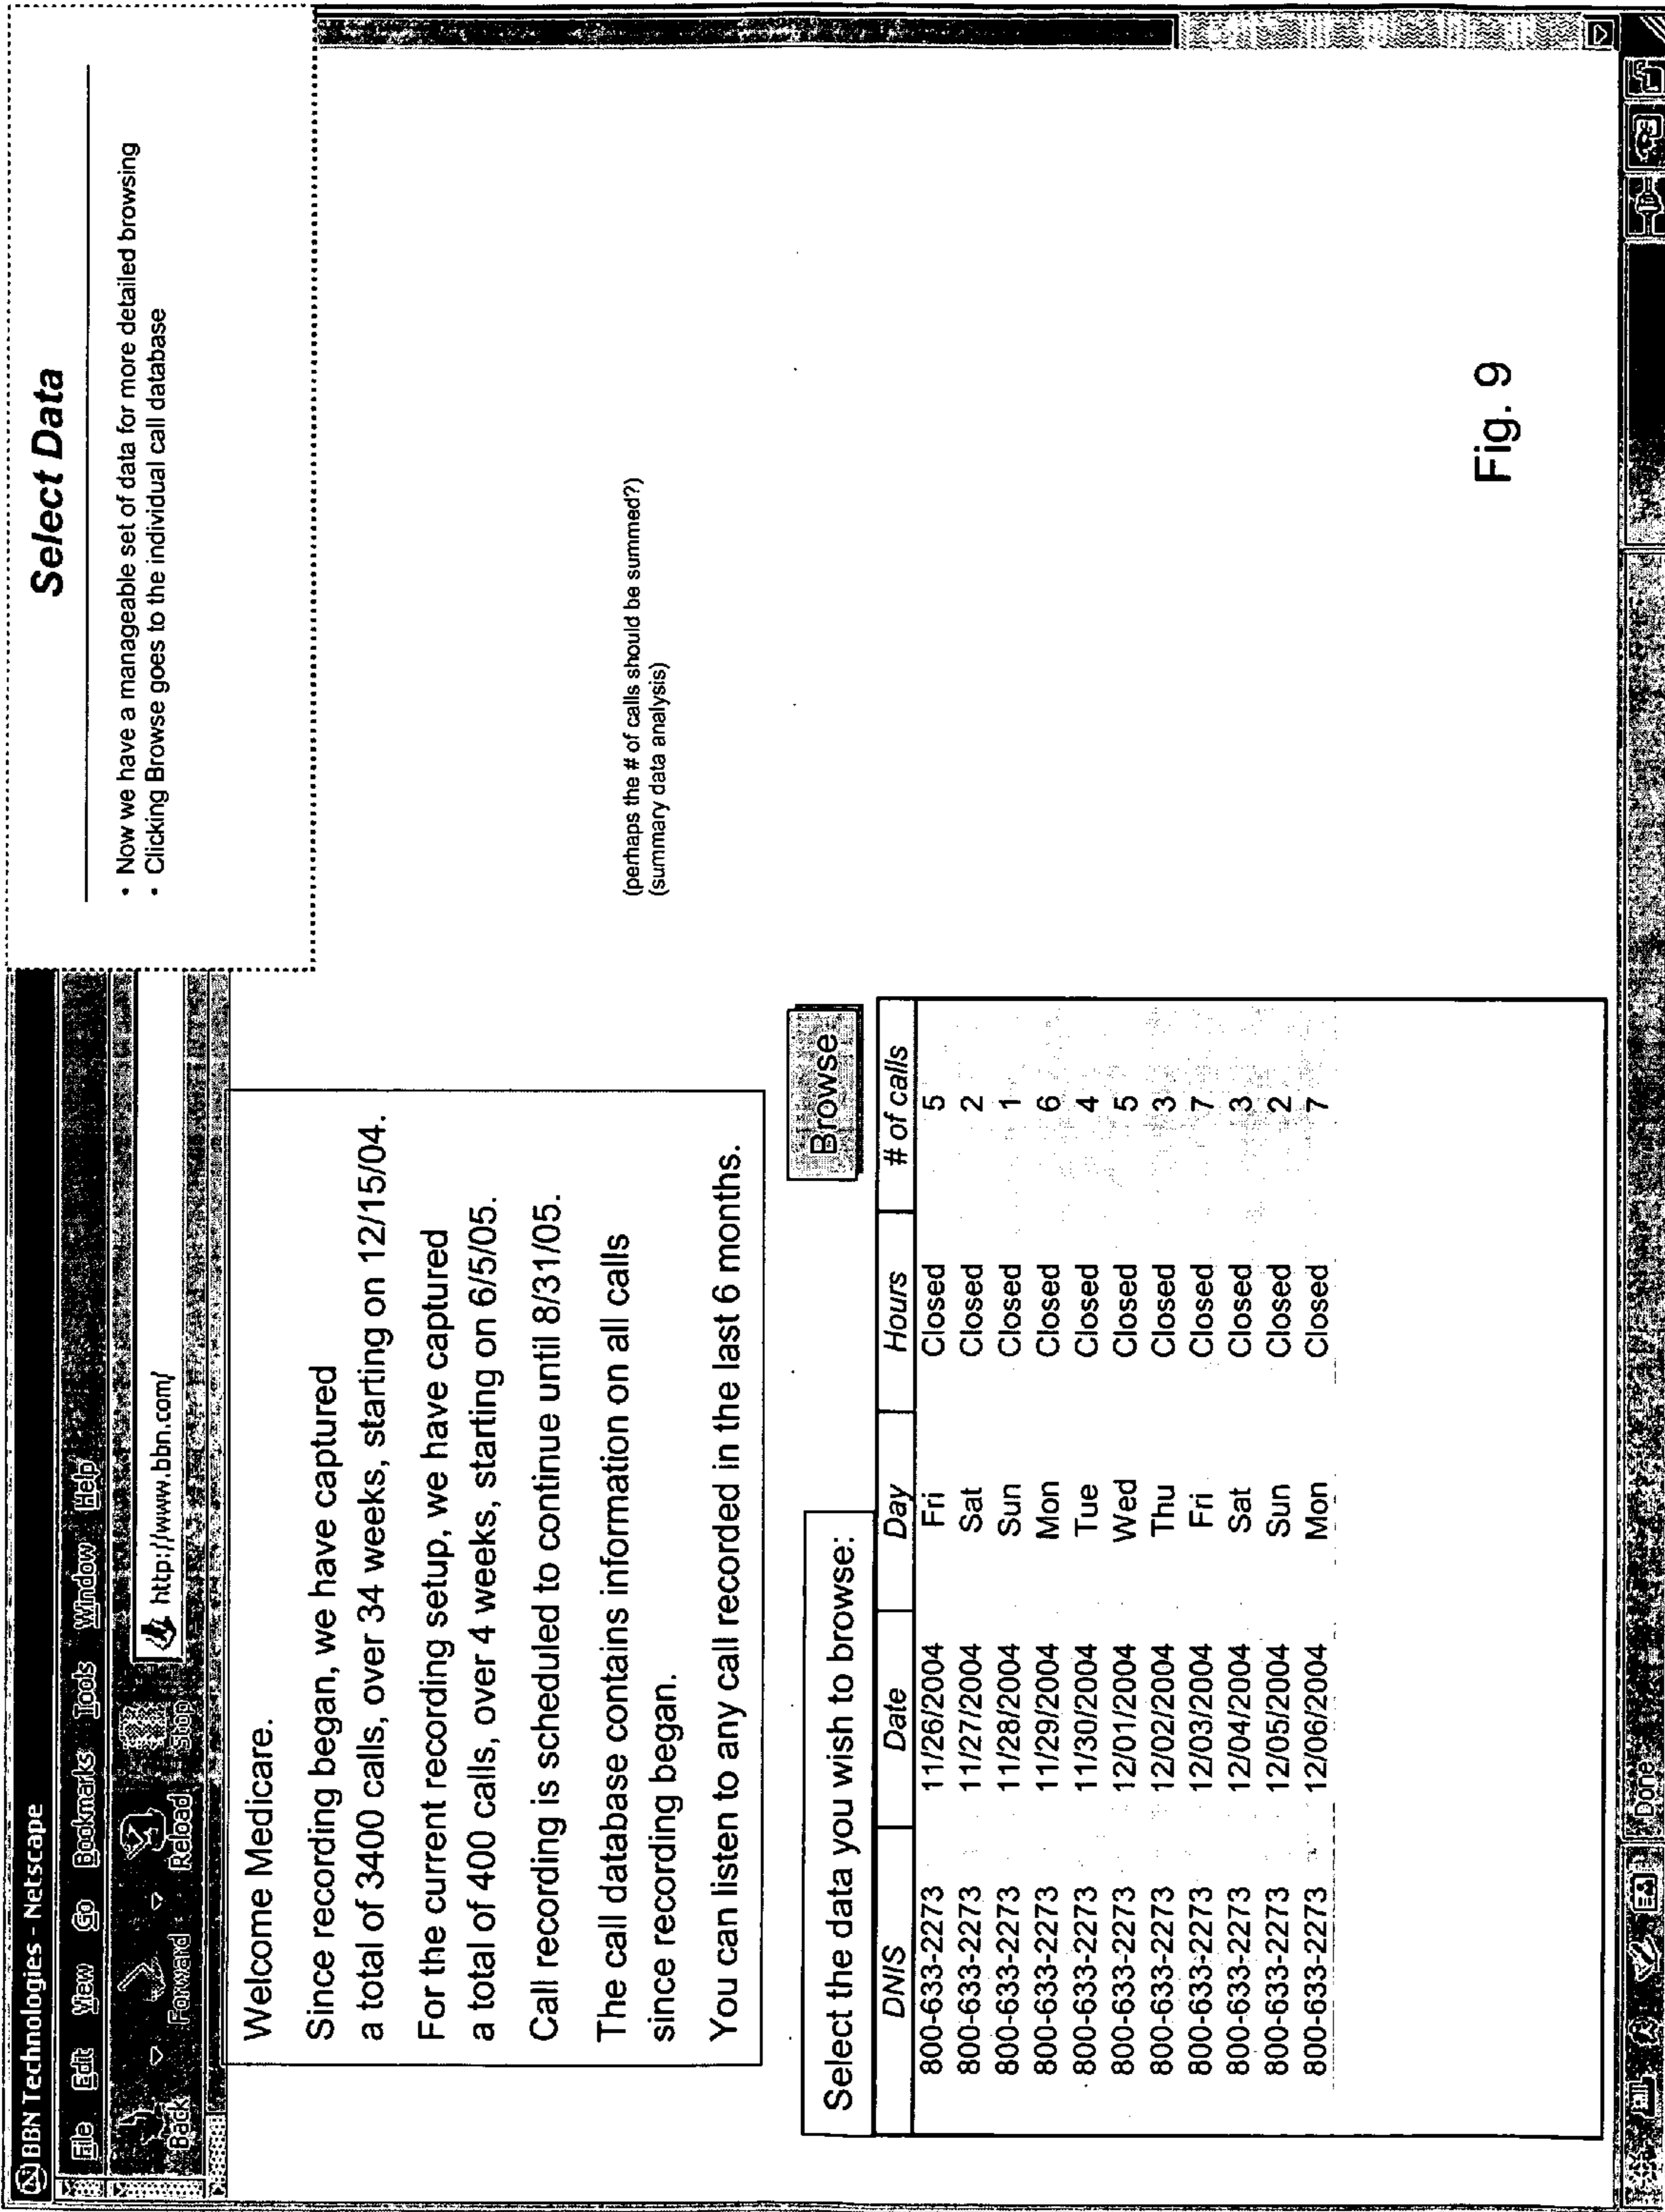 BBN Technologies - Netscape
File Edit View Go Bookmarks Tools Window Help
Back Forward Reload Shop http://www.bbn.com/
Select Data
• Now we have a manageable set of data for more detailed browsing
• Clicking Browse goes to the individual call database
Welcome Medicare.
Since recording began, we have captured
a total of 3400 calls, over 34 weeks, starting on 12/15/04.
For the current recording setup, we have captured
a total of 400 calls, over 4 weeks, starting on 6/5/05.
Call recording is scheduled to continue until 8/31/05.
The call database contains information on all calls
since recording began.
You can listen to any call recorded in the last 6 months.
(perhaps the # of calls should be summed?)
(summary data analysis)
Browse
Select the data you wish to browse:
DNIS Date Day Hours # of calls
800-633-2273 11/26/2004 Fri Closed 5
800-633-2273 11/27/2004 Sat Closed 2
800-633-2273 11/28/2004 Sun Closed 1
800-633-2273 11/29/2004 Mon Closed 6
800-633-2273 11/30/2004 Tue Closed 4
800-633-2273 12/01/2004 Wed Closed 5
800-633-2273 12/02/2004 Thu Closed 3
800-633-2273 12/03/2004 Fri Closed 7
800-633-2273 12/04/2004 Sat Closed 3
800-633-2273 12/05/2004 Sun Closed 2
800-633-2273 12/06/2004 Mon Closed 7
Fig. 9
Done